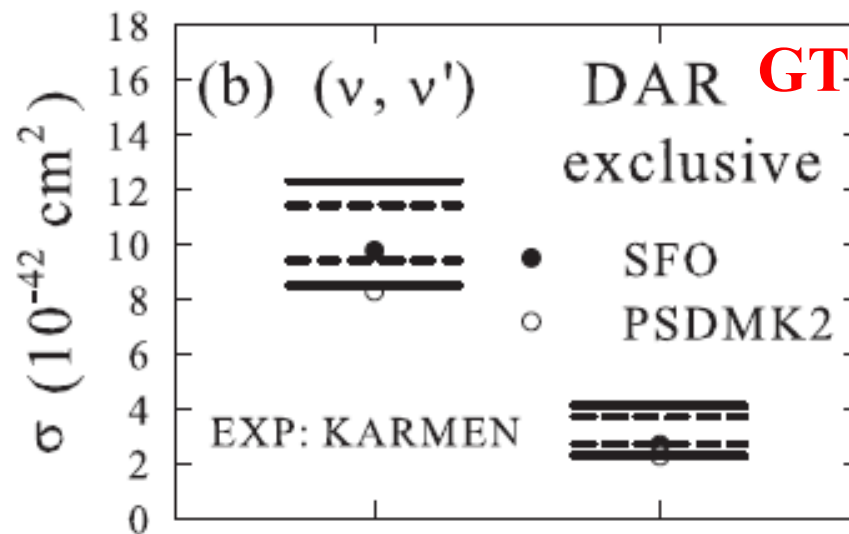 18
16
14
12
10
8
6
4
2
0
σ (10⁻⁴² cm²)
(b) (ν, ν') DAR GT
exclusive
SFO
PSDMK2
EXP: KARMEN